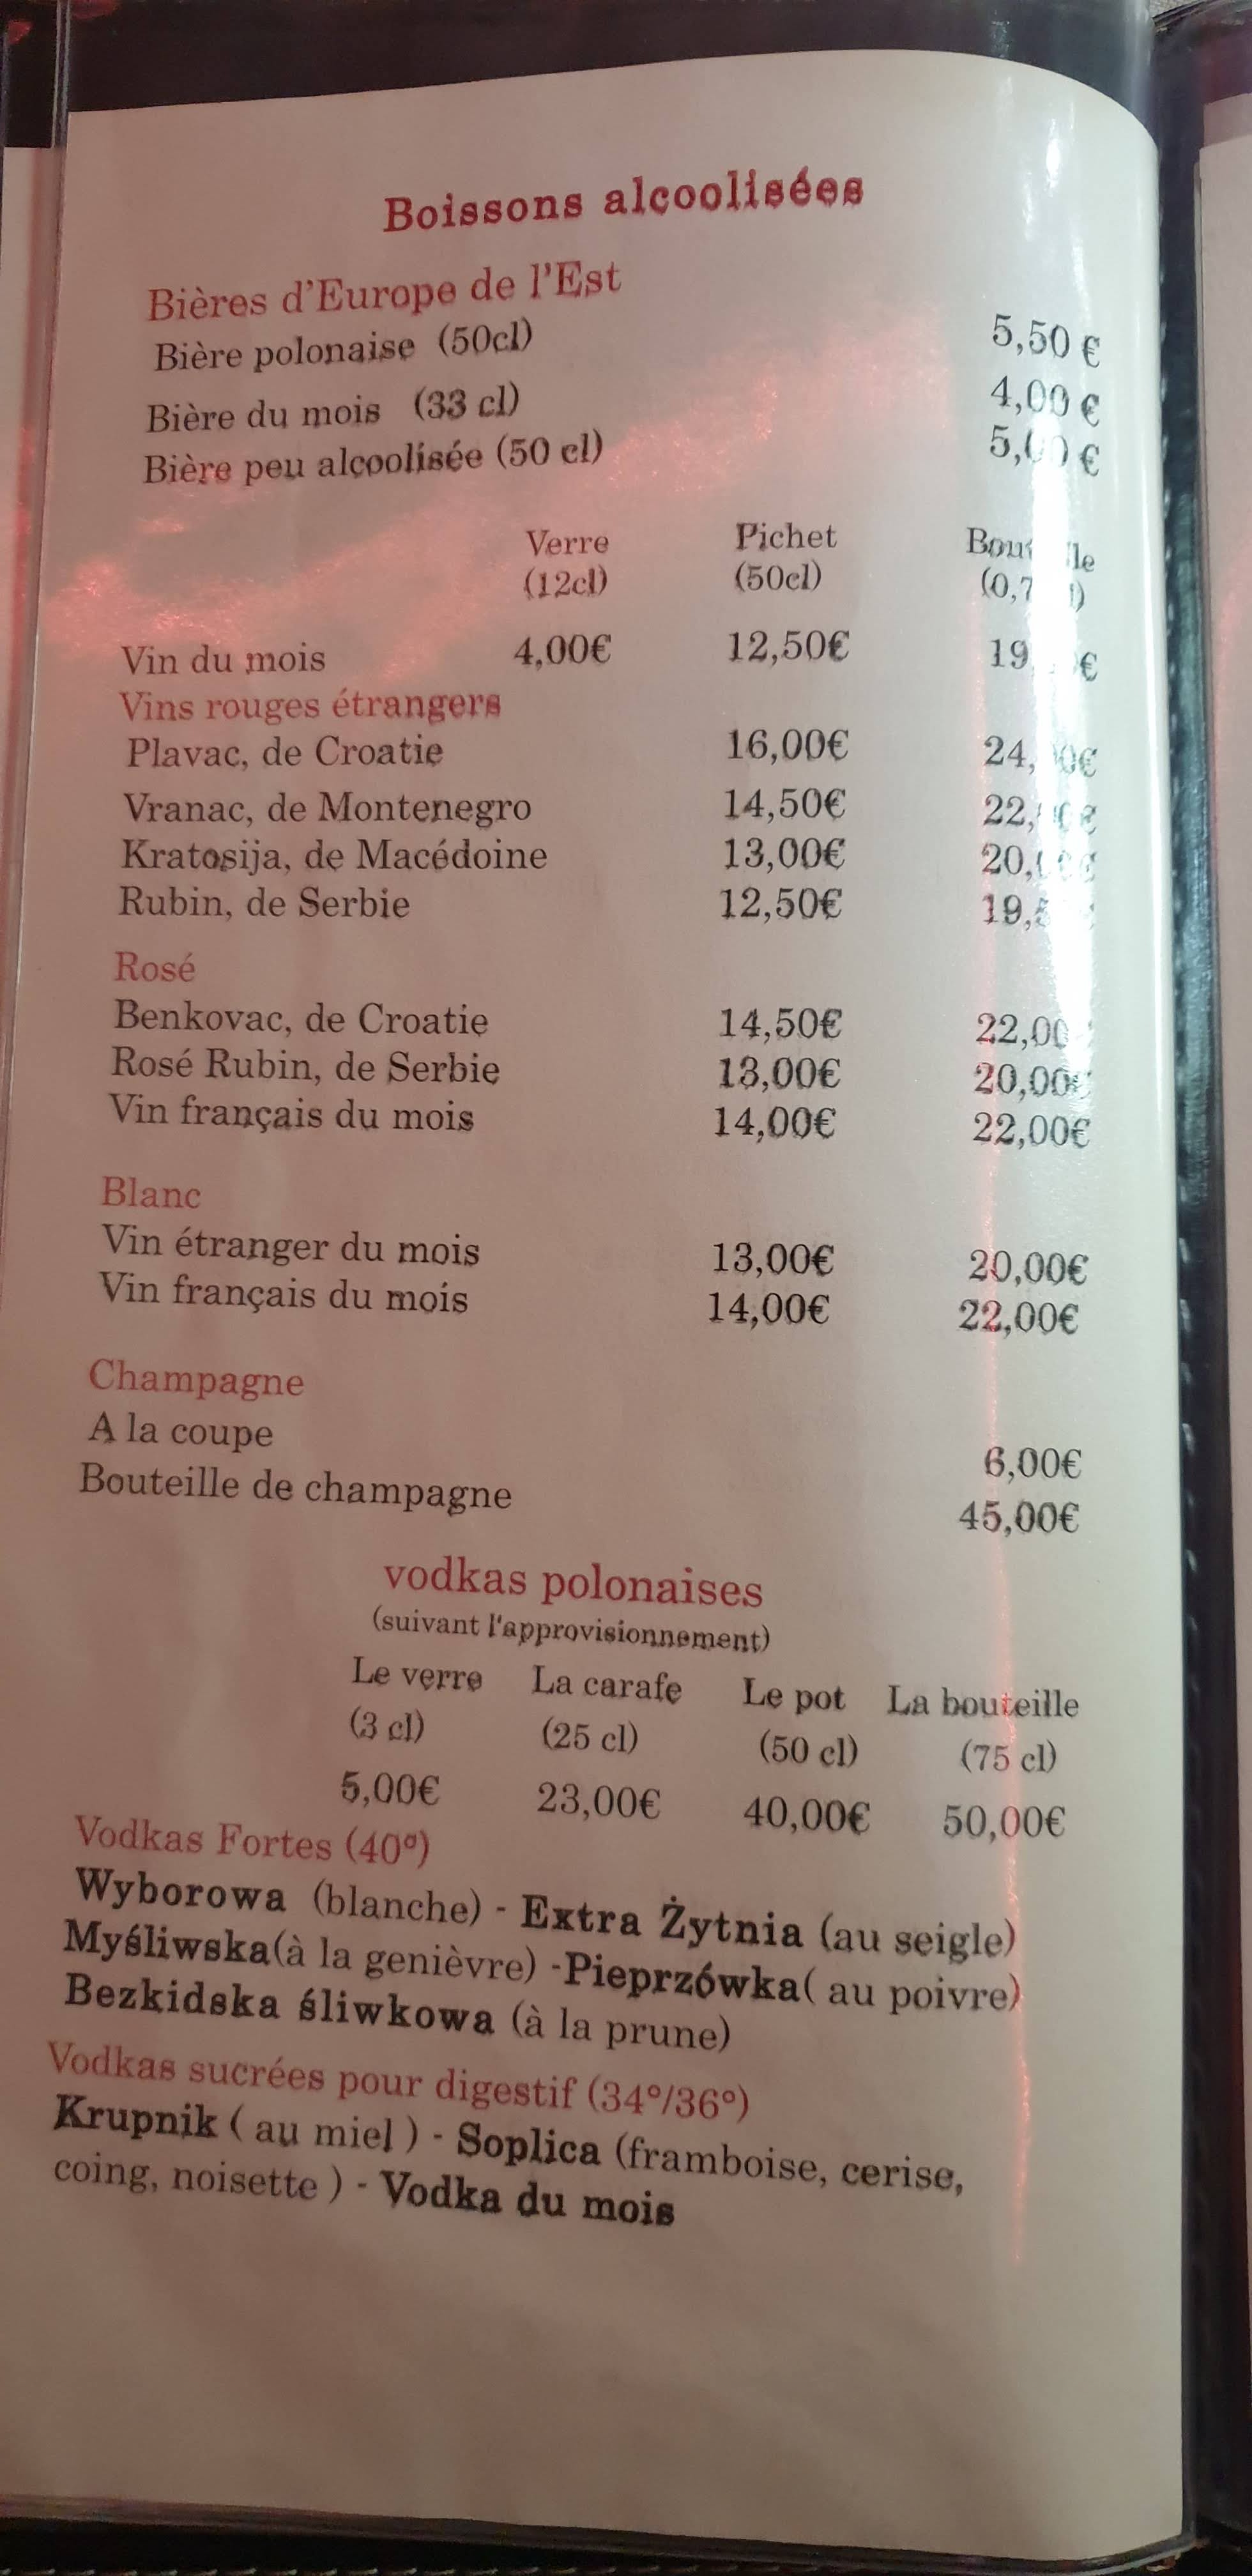 Boissons alcoolisées
Bières d'Europe de l'Est
Bière polonaise (50cl) 5,50 €
Bière du mois (33 cl) 4,00 €
Bière peu alcoolisée (50 cl) €
Verre Pichet
(12cl) (50cl)
Vin du mois 4,00€ 12,50€
Vins rouges étrangers
Plavac, de Croatie 16,00€
Vranac, de Montenegro 14,50€
Kratosija, de Macédoine 13,00€
Rubin, de Serbie 12,50€
Rosé
Benkovac, de Croatie 14,50€ 22,00
Rosé Rubin, de Serbie 13,00€ 20,00€
Vin français du mois 14,00€ 22,00€
Blanc
Vin étranger du mois 13,00€ 20,00€
Vin français du mois 14,00€ 22,00€
Champagne
A la coupe 6,00€
Bouteille de champagne 45,00€
vodkas polonaises
(suivant l'approvisionnement)
Le verre La carafe Le pot La bouteille
(3 cl) (25 cl) (50 cl) (75 cl)
5,00€ 23,00€ 40,00€ 50,00€
Vodkas Fortes (40º)
Wyborowa (blanche) - Extra Żytnia (au seigle)
Myśliwska(à la genièvre) -Pieprzówka( au poivre)
Bezkidska śliwkowa (à la prune)
Vodkas sucrées pour digestif (34º/36º)
Krupnik ( au miel ) - Soplica (framboise, cerise,
coing, noisette ) - Vodka du mois